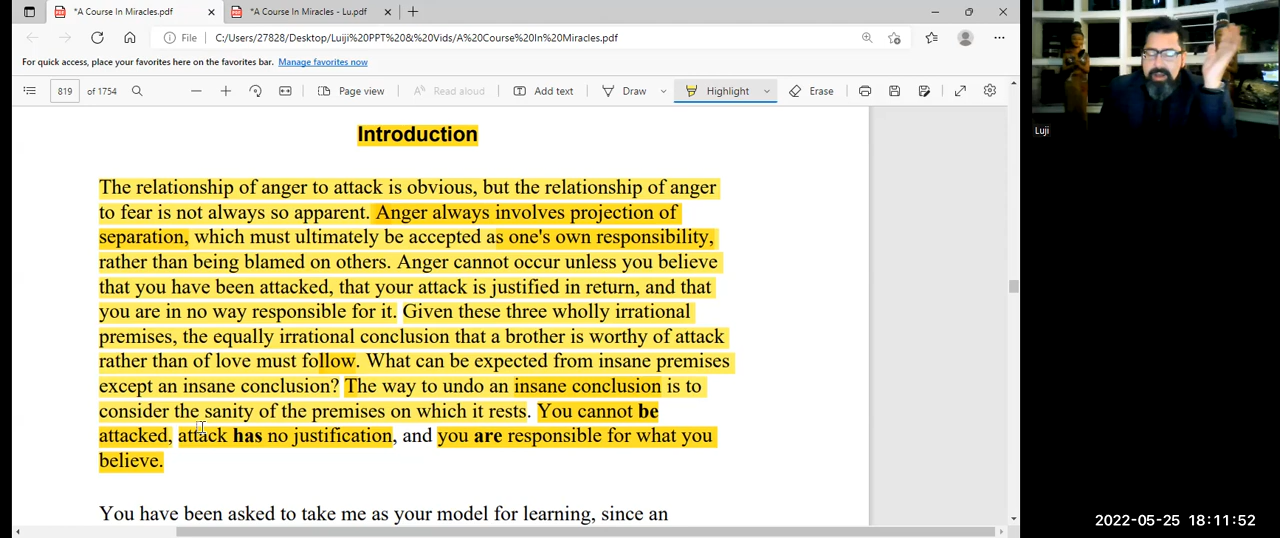 *A Course In Miracles.pdf
*A Course In Miracles - Lu.pdf
File
C:/Users/27828/Desktop/Luiji%20PPT%20&%20Vids/A%20Course%20In%20Miracles.pdf
For quick access, place your favorites here on the favorites bar. Manage favorites now
819 of 1754
Page view
Read aloud
Add text
Draw
Highlight
Erase
Introduction
The relationship of anger to attack is obvious, but the relationship of anger
to fear is not always so apparent. Anger always involves projection of
separation, which must ultimately be accepted as one's own responsibility,
rather than being blamed on others. Anger cannot occur unless you believe
that you have been attacked, that your attack is justified in return, and that
you are in no way responsible for it. Given these three wholly irrational
premises, the equally irrational conclusion that a brother is worthy of attack
rather than of love must follow. What can be expected from insane premises
except an insane conclusion? The way to undo an insane conclusion is to
consider the sanity of the premises on which it rests. You cannot be
attacked, attack has no justification, and you are responsible for what you
believe.
You have been asked to take me as your model for learning, since an
Luji
2022-05-25 18:11:52